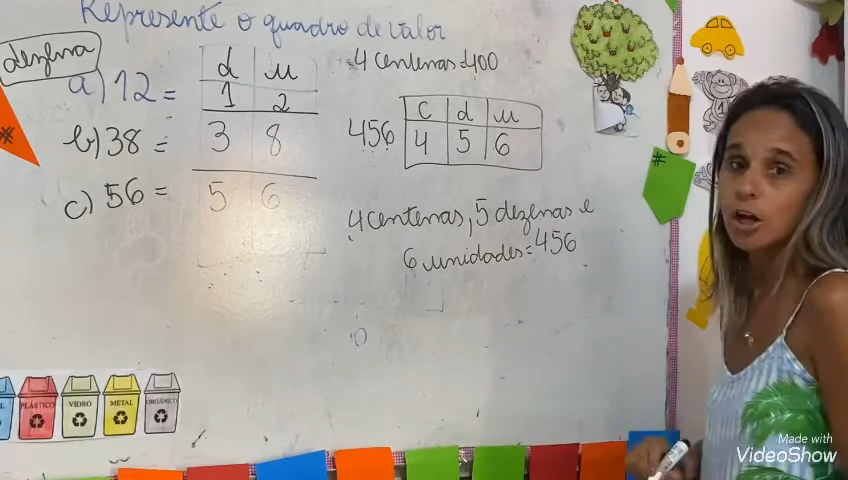 Represente o quadro de valor
dezena
a) 12 = d u
1 2
b) 38 = 3 8
c) 56 = 5 6
4 centenas = 400
456 c d u
4 5 6
4 centenas, 5 dezenas e
6 unidades = 456
#
#
PLÁSTICO VIDRO METAL ORGÂNICO
Made with
VideoShow